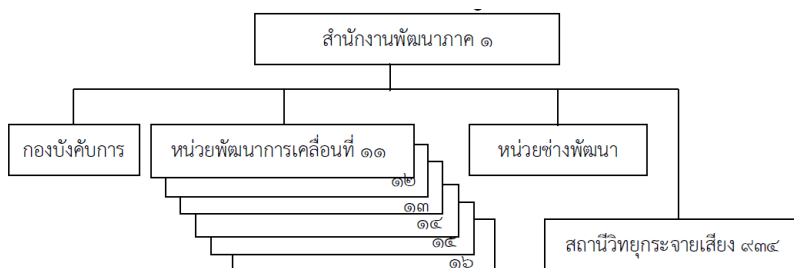 สำนักงานพัฒนาภาค ๑
กองบังคับการ
หน่วยพัฒนาการเคลื่อนที่ ๑๑
หน่วยช่างพัฒนา
๑๒
๑๓
๑๔
๑๕
๑๖
สถานีวิทยุกระจายเสียง ๙๓๔